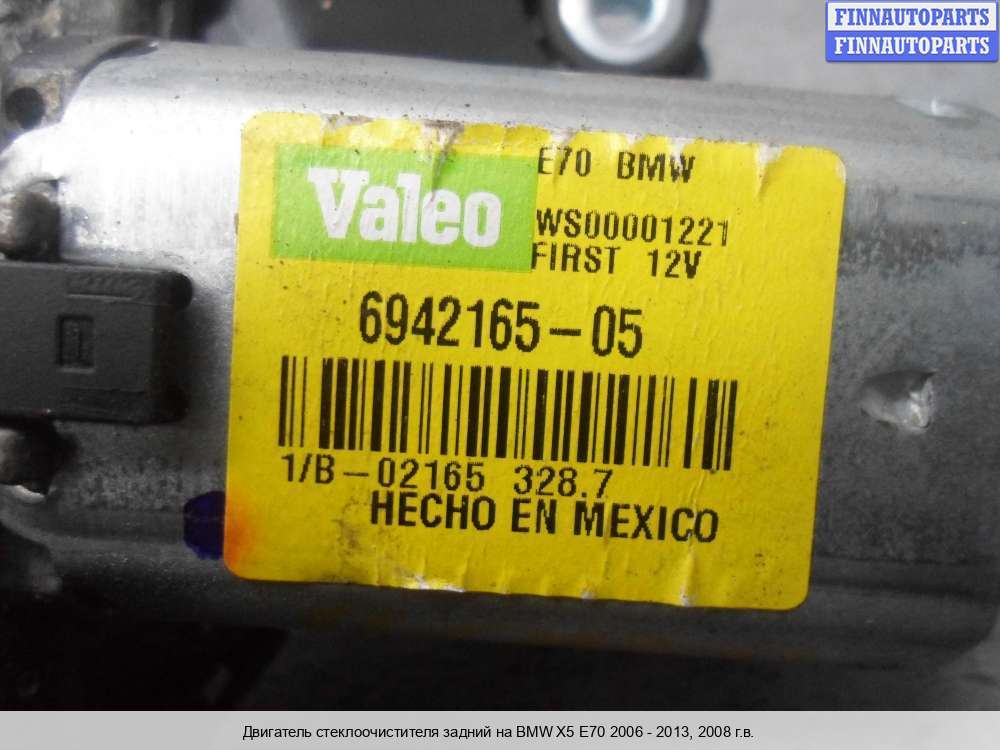 FINNAUTOPARTS
FINNAUTOPARTS
Valeo
E70 BMW
WS00001221
FIRST 12V
6942165-05
1/B-02165 328.7
HECHO EN MEXICO
Двигатель стеклоочистителя задний на BMW X5 E70 2006 - 2013, 2008 г.в.